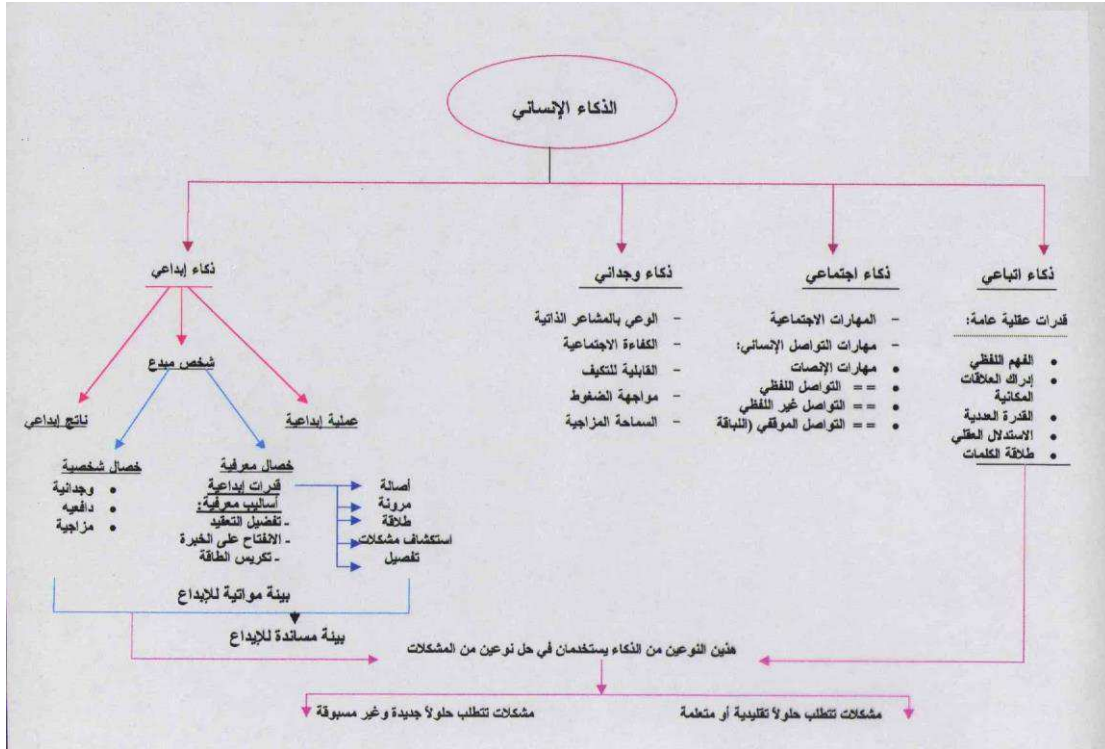 الذكاء الإنساني
ذكاء اتباعي
قدرات عقلية عامة:
• الفهم اللفظي
• إدراك العلاقات
المكانية
• القدرة العددية
• الاستدلال العقلي
• طلاقة الكلمات
ذكاء اجتماعي
- المهارات الاجتماعية
- مهارات التواصل الإنساني:
• مهارات الإنصات
• == التواصل اللفظي
• == التواصل غير اللفظي
• == التواصل الموقفي (اللباقة
ذكاء وجداني
- الوعي بالمشاعر الذاتية
- الكفاءة الاجتماعية
- القابلية للتكيف
- مواجهة الضغوط
- السماحة المزاجية
ذكاء إبداعي
عملية إبداعية
شخص مبدع
ناتج إبداعي
خصال معرفية
قدرات إبداعية
أساليب معرفية:
- تفضيل التعقيد
- الانفتاح على الخبرة
- تكريس الطاقة
أصالة
مرونة
طلاقة
استكشاف مشكلات
تفصيل
خصال شخصية
• وجدانية
• دافعيه
• مزاجية
بيئة مواتية للإبداع
بيئة مساندة للإبداع
هذين النوعين من الذكاء يستخدمان في حل نوعين من المشكلات
مشكلات تتطلب حلولاً تقليدية أو متعلمة
مشكلات تتطلب حلولاً جديدة وغير مسبوقة